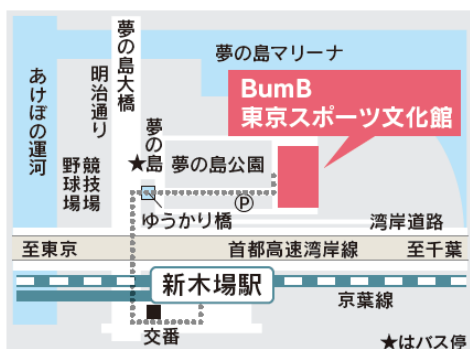 夢の島マリーナ
あけぼの運河
明治通り
夢の島大橋
BumB
東京スポーツ文化館
競技場
野球場
★夢の島
夢の島公園
P
ゆうかり橋
湾岸道路
至東京
首都高速湾岸線
至千葉
新木場駅
京葉線
交番
★はバス停